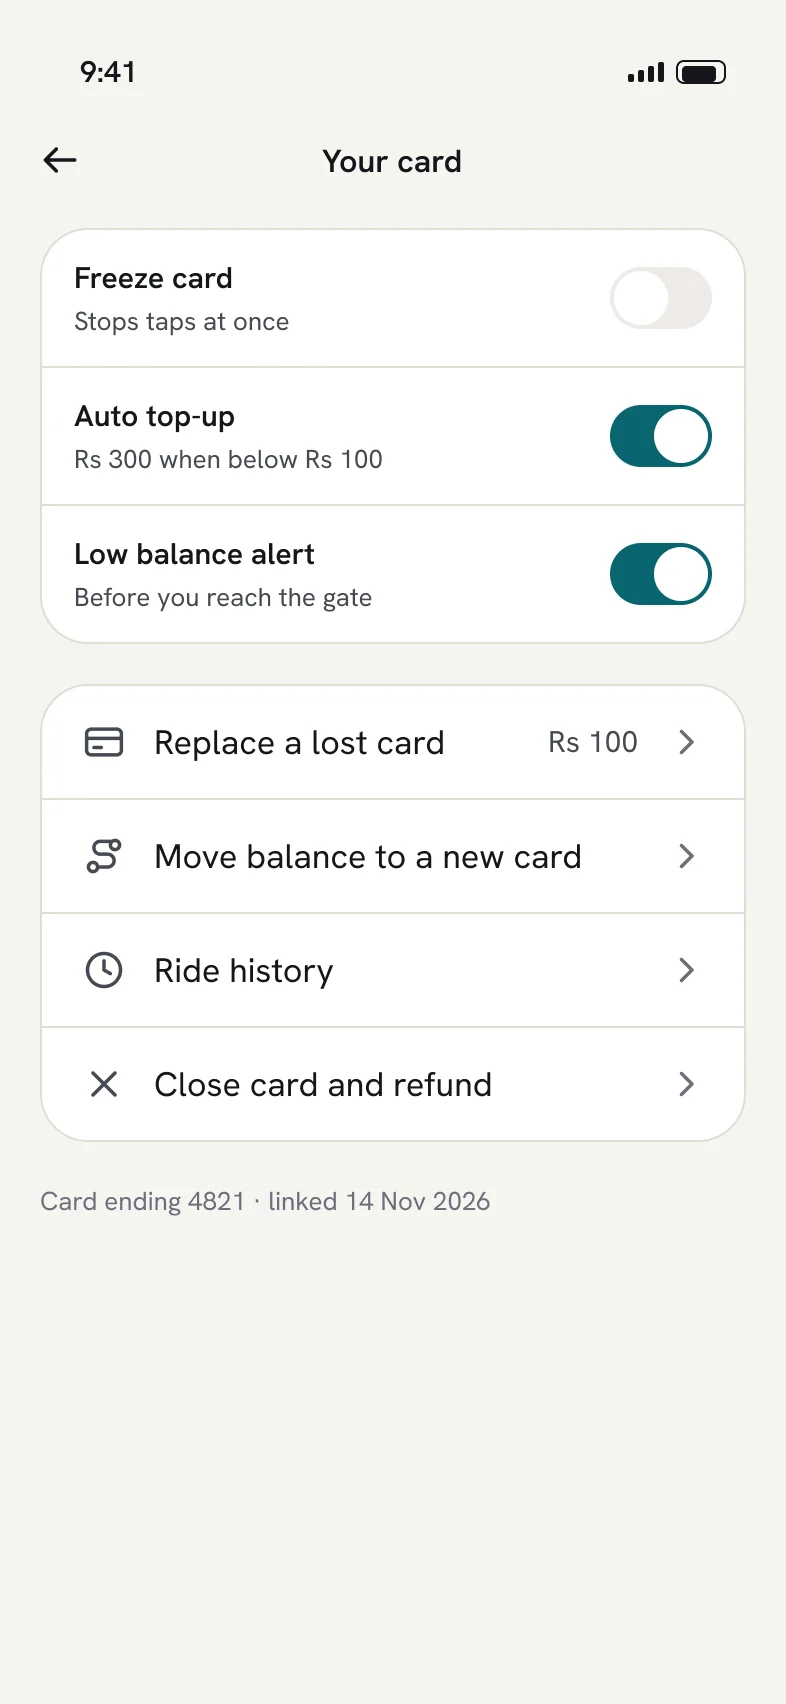 9:41
Your card
Freeze card
Stops taps at once
Auto top-up
Rs 300 when below Rs 100
Low balance alert
Before you reach the gate
Replace a lost card Rs 100
Move balance to a new card
Ride history
Close card and refund
Card ending 4821 · linked 14 Nov 2026